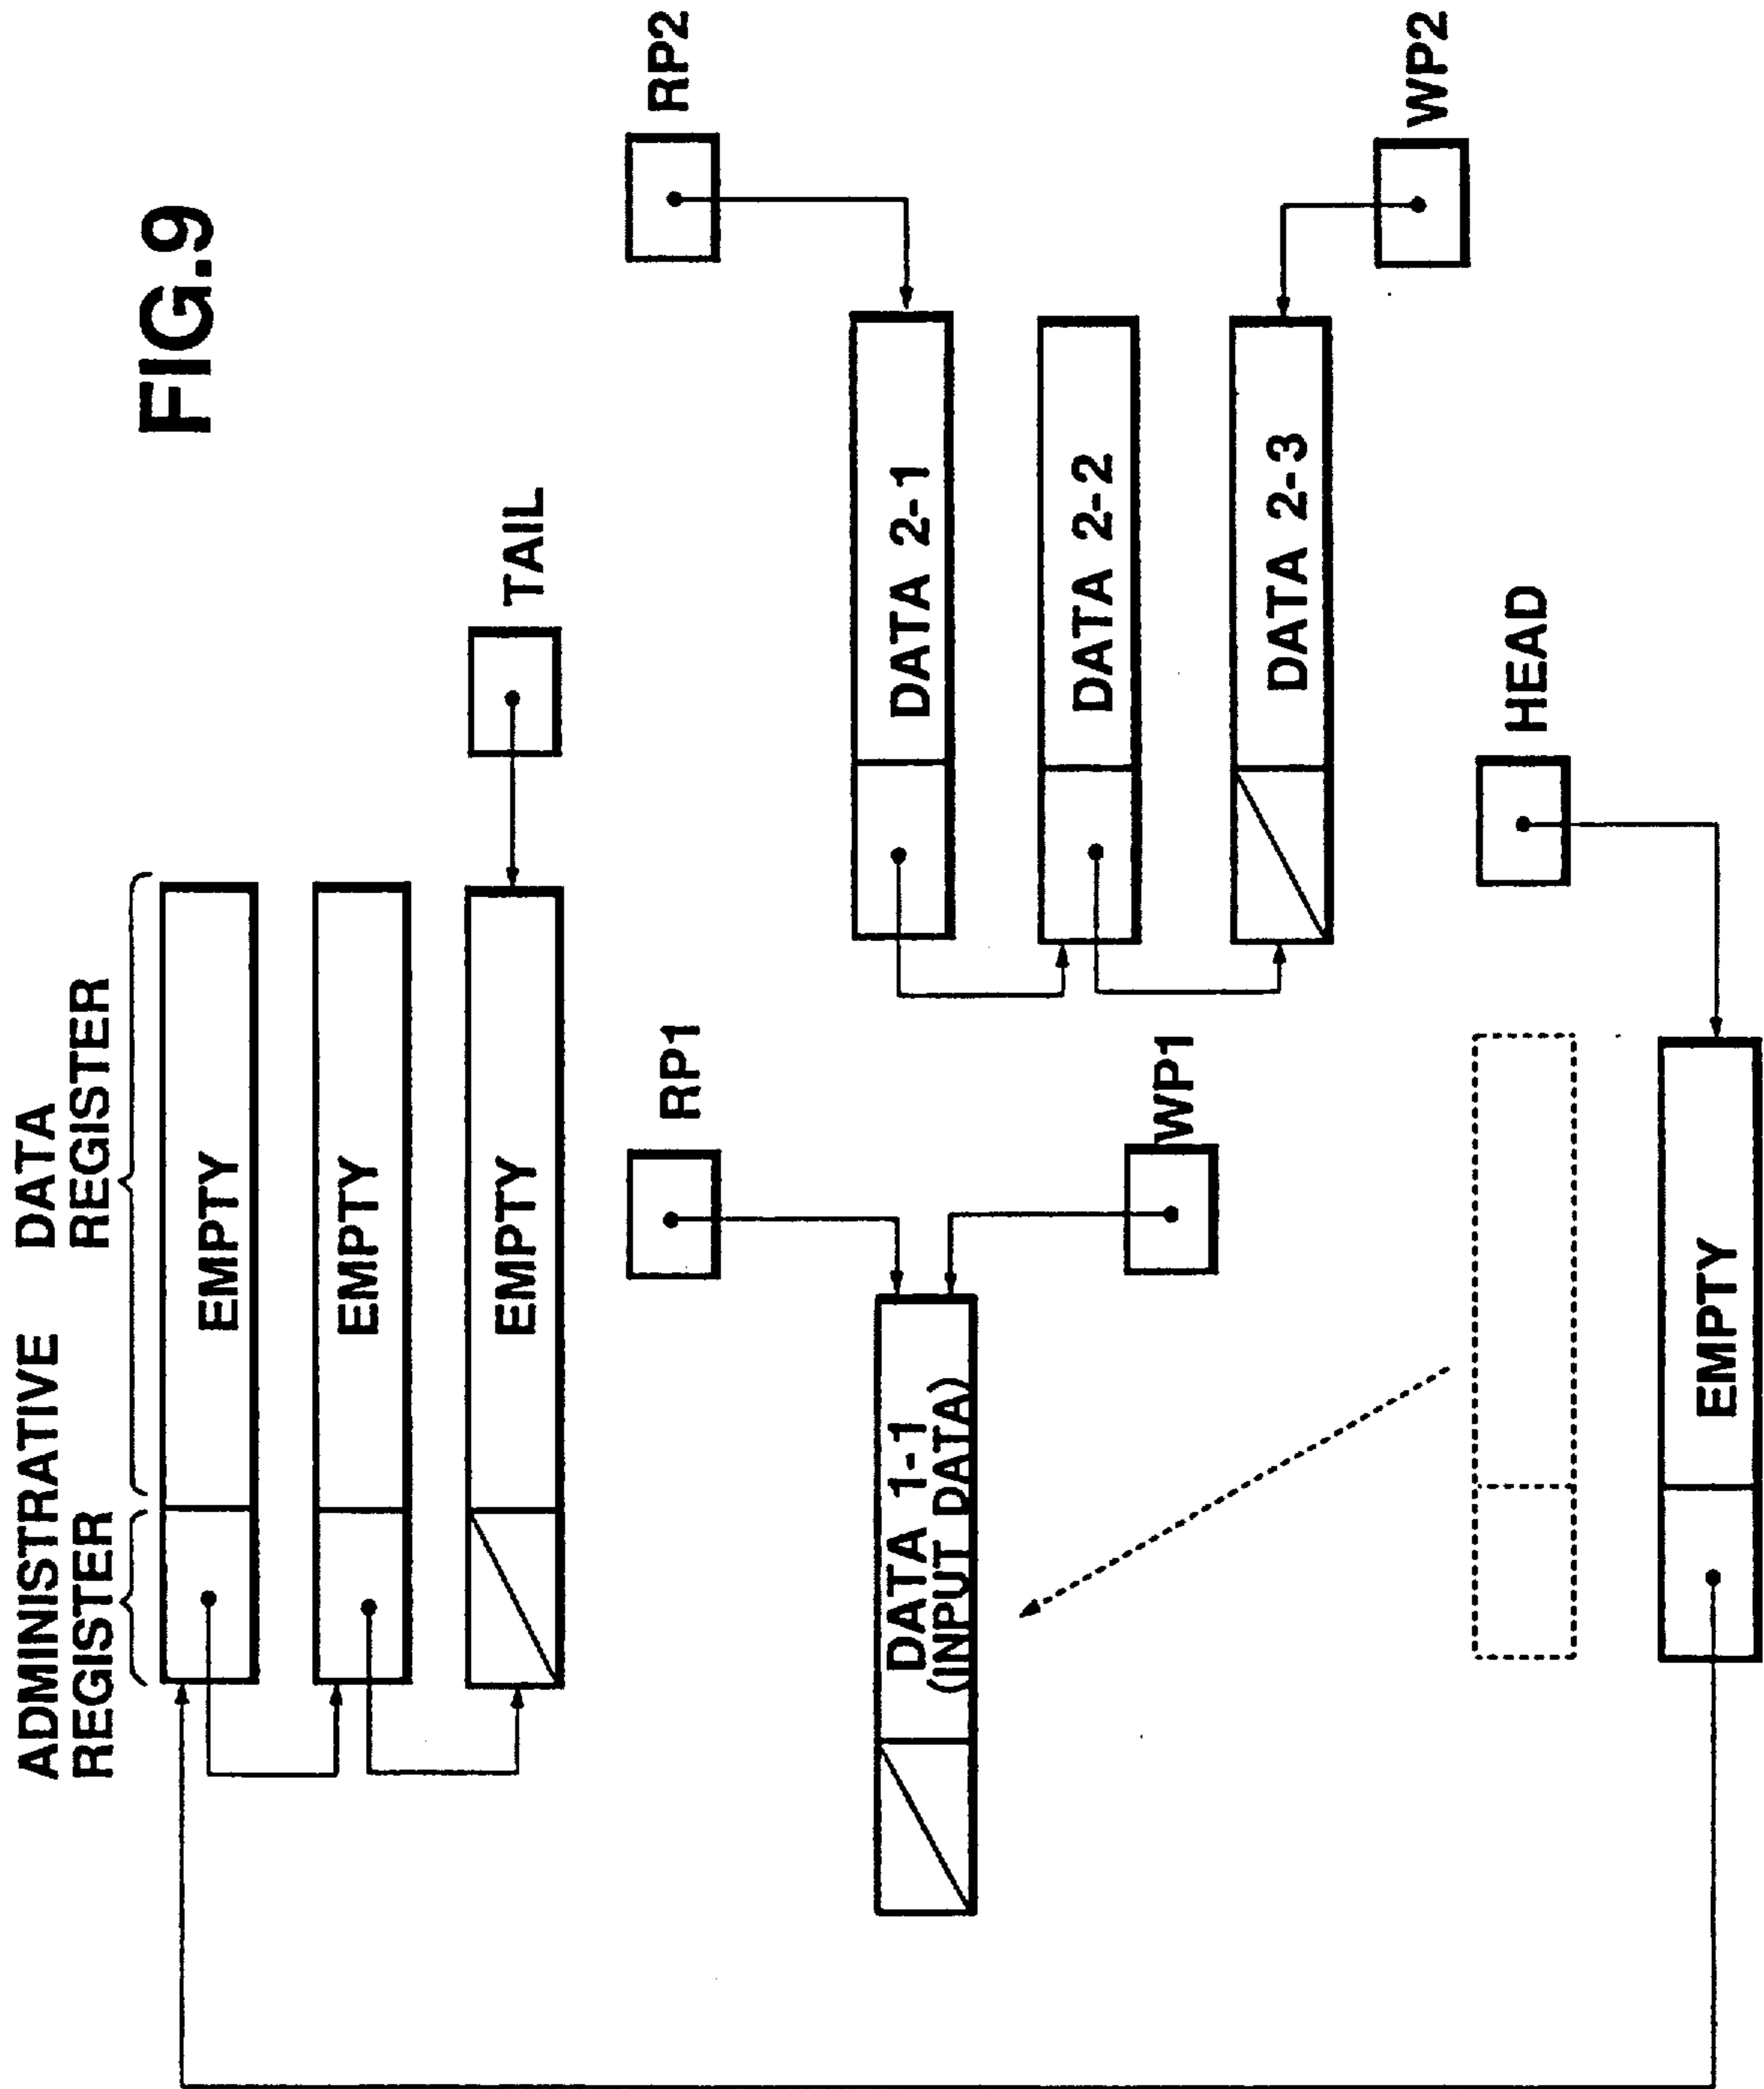 FIG.9
ADMINISTRATIVE
REGISTER
DATA
REGISTER
EMPTY
EMPTY
EMPTY
TAIL
RP1
RP2
DATA 1-1
(INPUT DATA)
DATA 2-1
DATA 2-2
DATA 2-3
WP1
WP2
HEAD
EMPTY